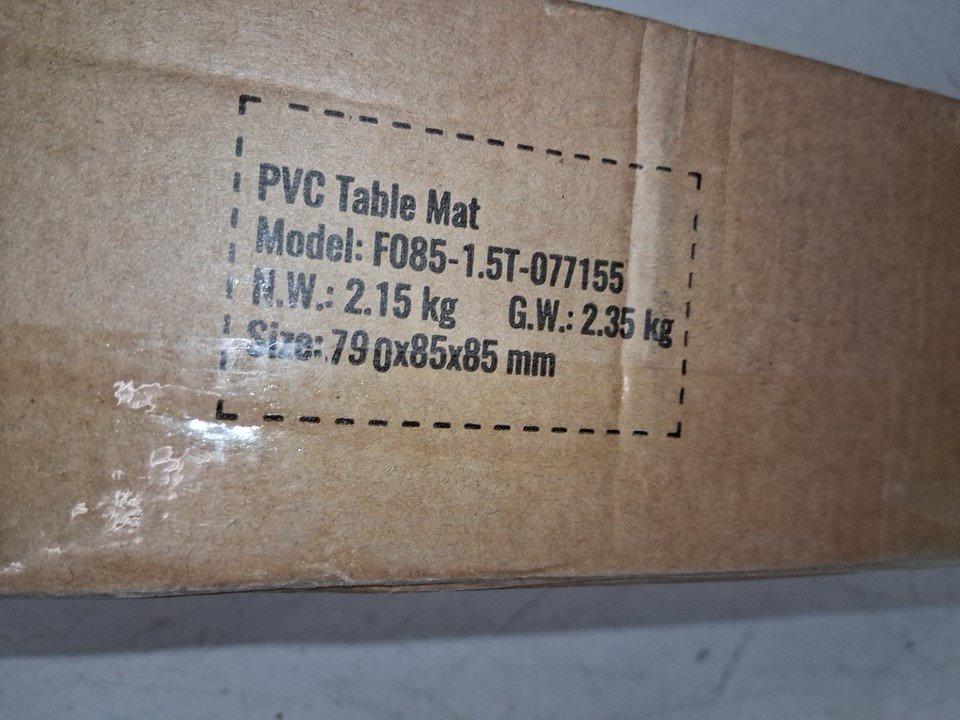 PVC Table Mat
Model: F085-1.5T-077155
N.W.: 2.15 kg G.W.: 2.35 kg
Size: 790x85x85 mm